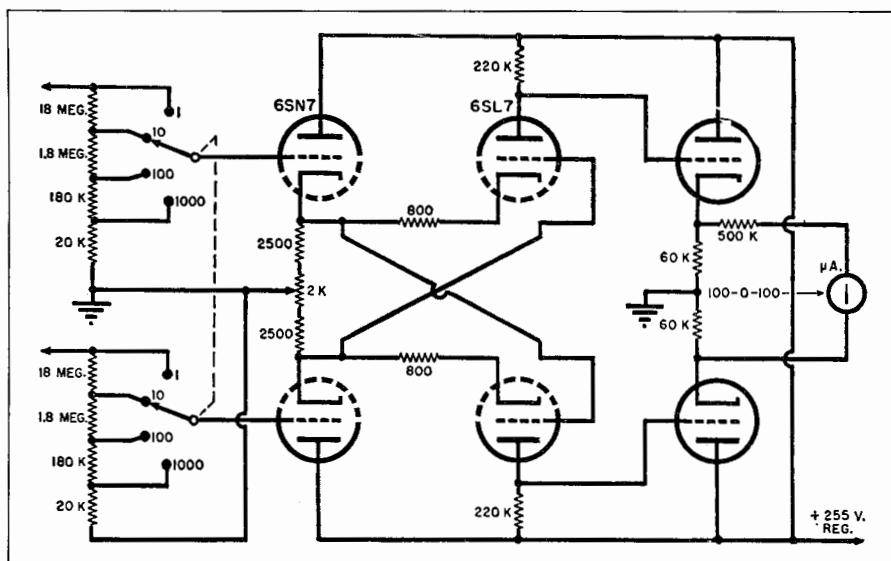 6SN7
220 K
6SL7
18 MEG.
1
10
1.8 MEG.
100
180 K
1000
20 K
800
2500
500 K
60 K
µA.
2 K
100-0-100
2500
60 K
18 MEG.
1
800
10
1.8 MEG.
100
180 K
1000
20 K
220 K
+ 255 V.
REG.